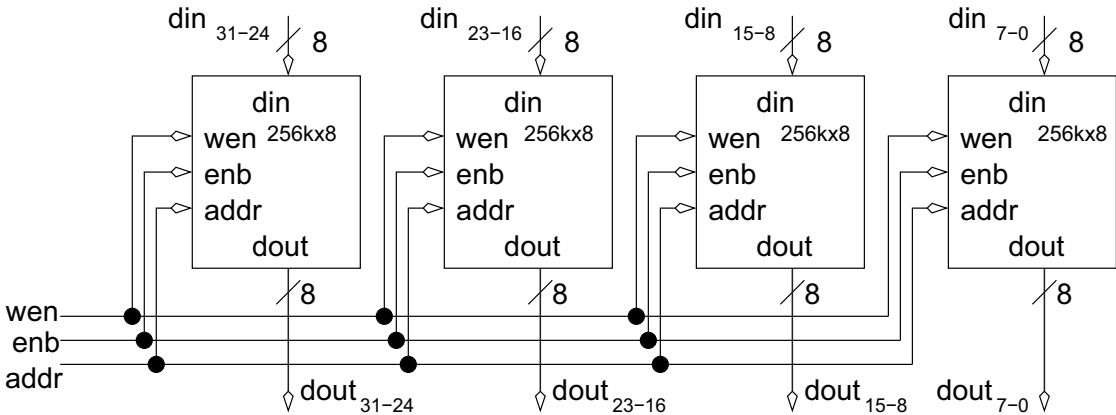 din 31–24 8 din 23–16 8 din 15–8 8 din 7–0 8
din din din din
wen 256kx8 wen 256kx8 wen 256kx8 wen 256kx8
enb enb enb enb
addr addr addr addr
dout dout dout dout
8 8 8 8
wen
enb
addr
dout 31–24 dout 23–16 dout 15–8 dout 7–0